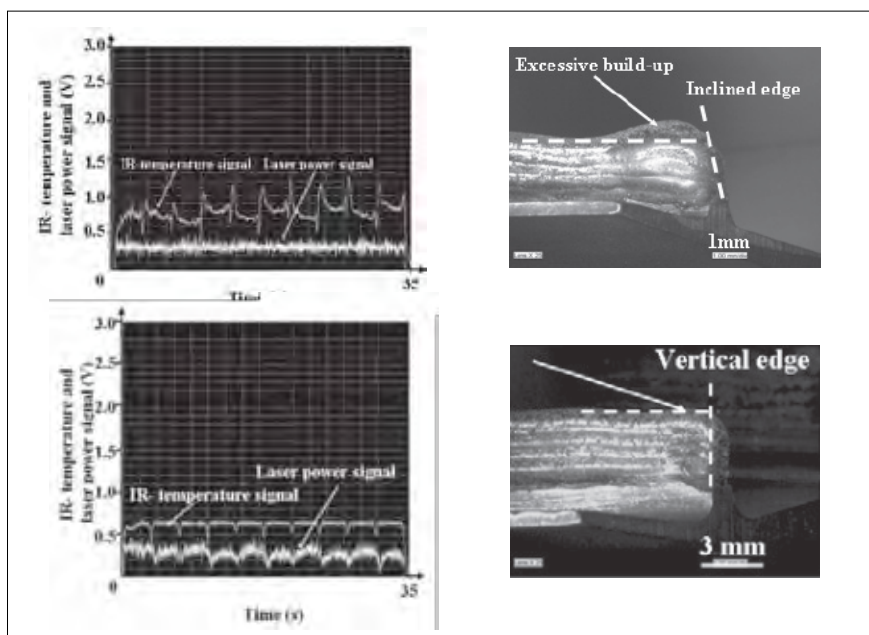 3.0
2.5
2.0
1.5
1.0
0.5
0
IR- temperature and
laser power signal (V)
IR-temperature signal
Laser power signal
35
Excessive build-up
Inclined edge
1mm
3.0
2.5
2.0
1.5
1.0
0.5
0
IR- temperature and
laser power signal (V)
Laser power signal
IR- temperature signal
35
Time (s)
Vertical edge
3 mm